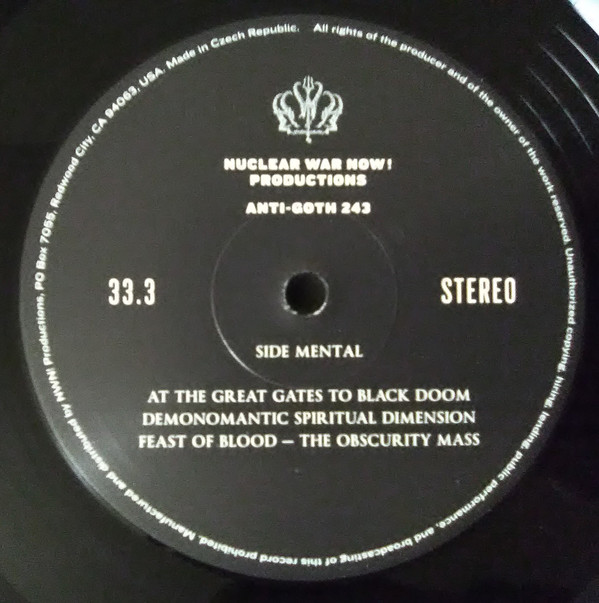 Manufactured and distributed by NWN! Productions, PO Box 7055, Redwood City, CA 94063, USA. Made in Czech Republic. All rights of the producer and of the owner of the work reserved. Unauthorized copying, hiring, lending, public performance, and broadcasting of this record prohibited.
NUCLEAR WAR NOW!
PRODUCTIONS
ANTI-GOTH 243
33.3
STEREO
SIDE MENTAL
AT THE GREAT GATES TO BLACK DOOM
DEMONOMANTIC SPIRITUAL DIMENSION
FEAST OF BLOOD – THE OBSCURITY MASS